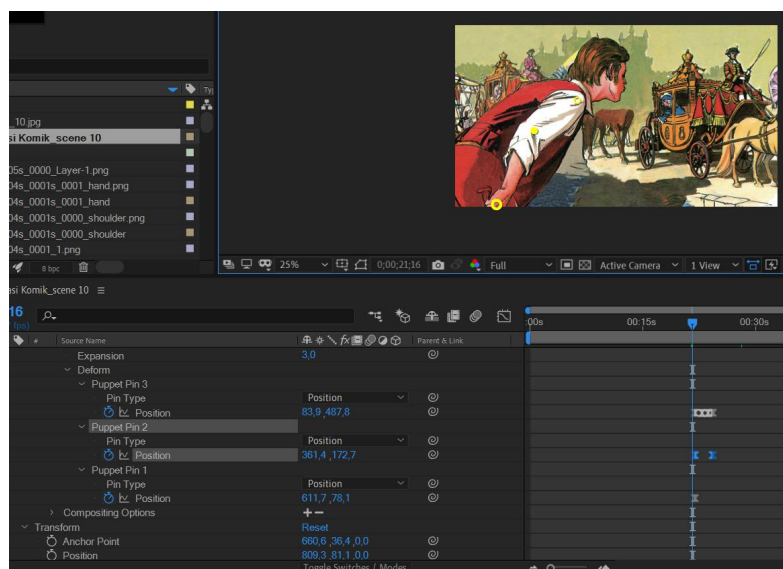 Typ
_10.jpg
si Komik_scene 10
05s_0000_Layer-1.png
04s_0001s_0001_hand.png
04s_0001s_0001_hand
04s_0001s_0000_shoulder.png
04s_0001s_0000_shoulder
04s_0001_1.png
8 bpc
25% 0;00;21;16 Full Active Camera 1 View
asi Komik_scene 10
16
fps)
:00s 00:15s 00:30s
# Source Name fx Parent & Link
Expansion 3,0
Deform
Puppet Pin 3
Pin Type Position
Position 83,9 ,487,8
Puppet Pin 2
Pin Type Position
Position 361,4 ,172,7
Puppet Pin 1
Pin Type Position
Position 611,7 ,78,1
Compositing Options +−
Transform Reset
Anchor Point 660,6 ,36,4 ,0,0
Position 809,3 ,81,1 ,0,0
Toggle Switches / Modes